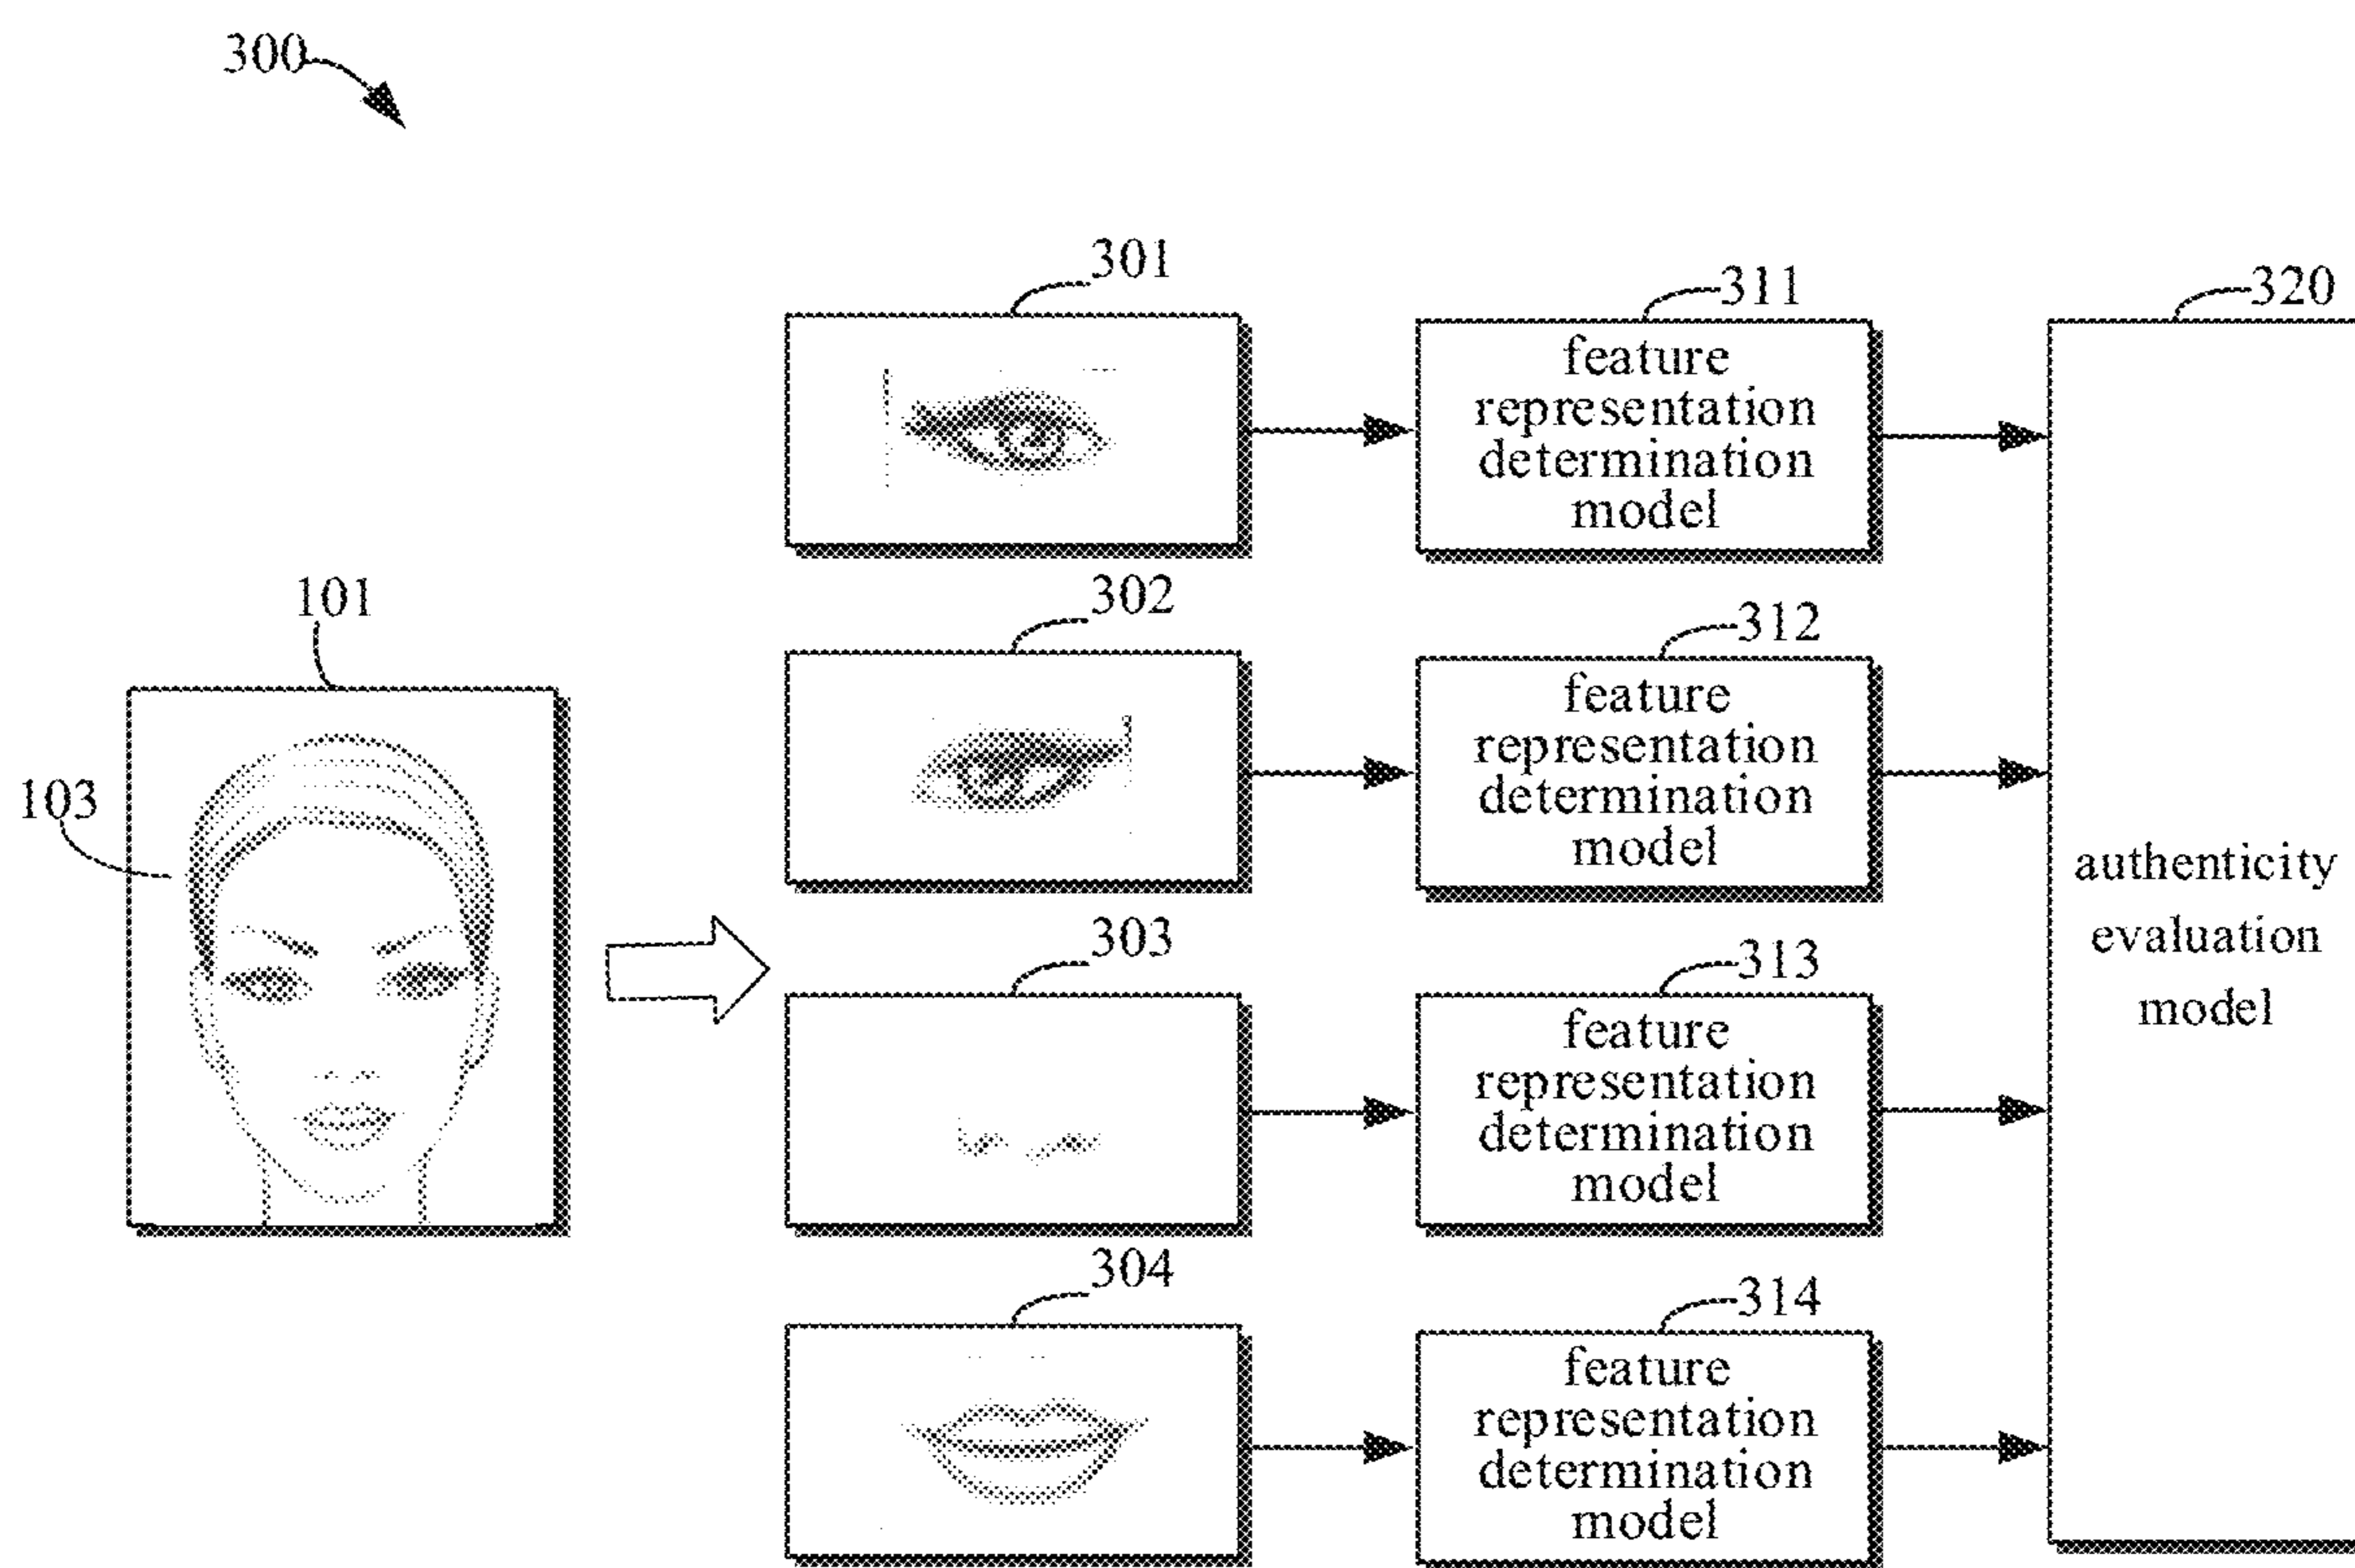 300
301
311
320
feature
representation
determination
model
302
312
feature
representation
determination
model
101
103
authenticity
evaluation
model
303
313
feature
representation
determination
model
304
314
feature
representation
determination
model